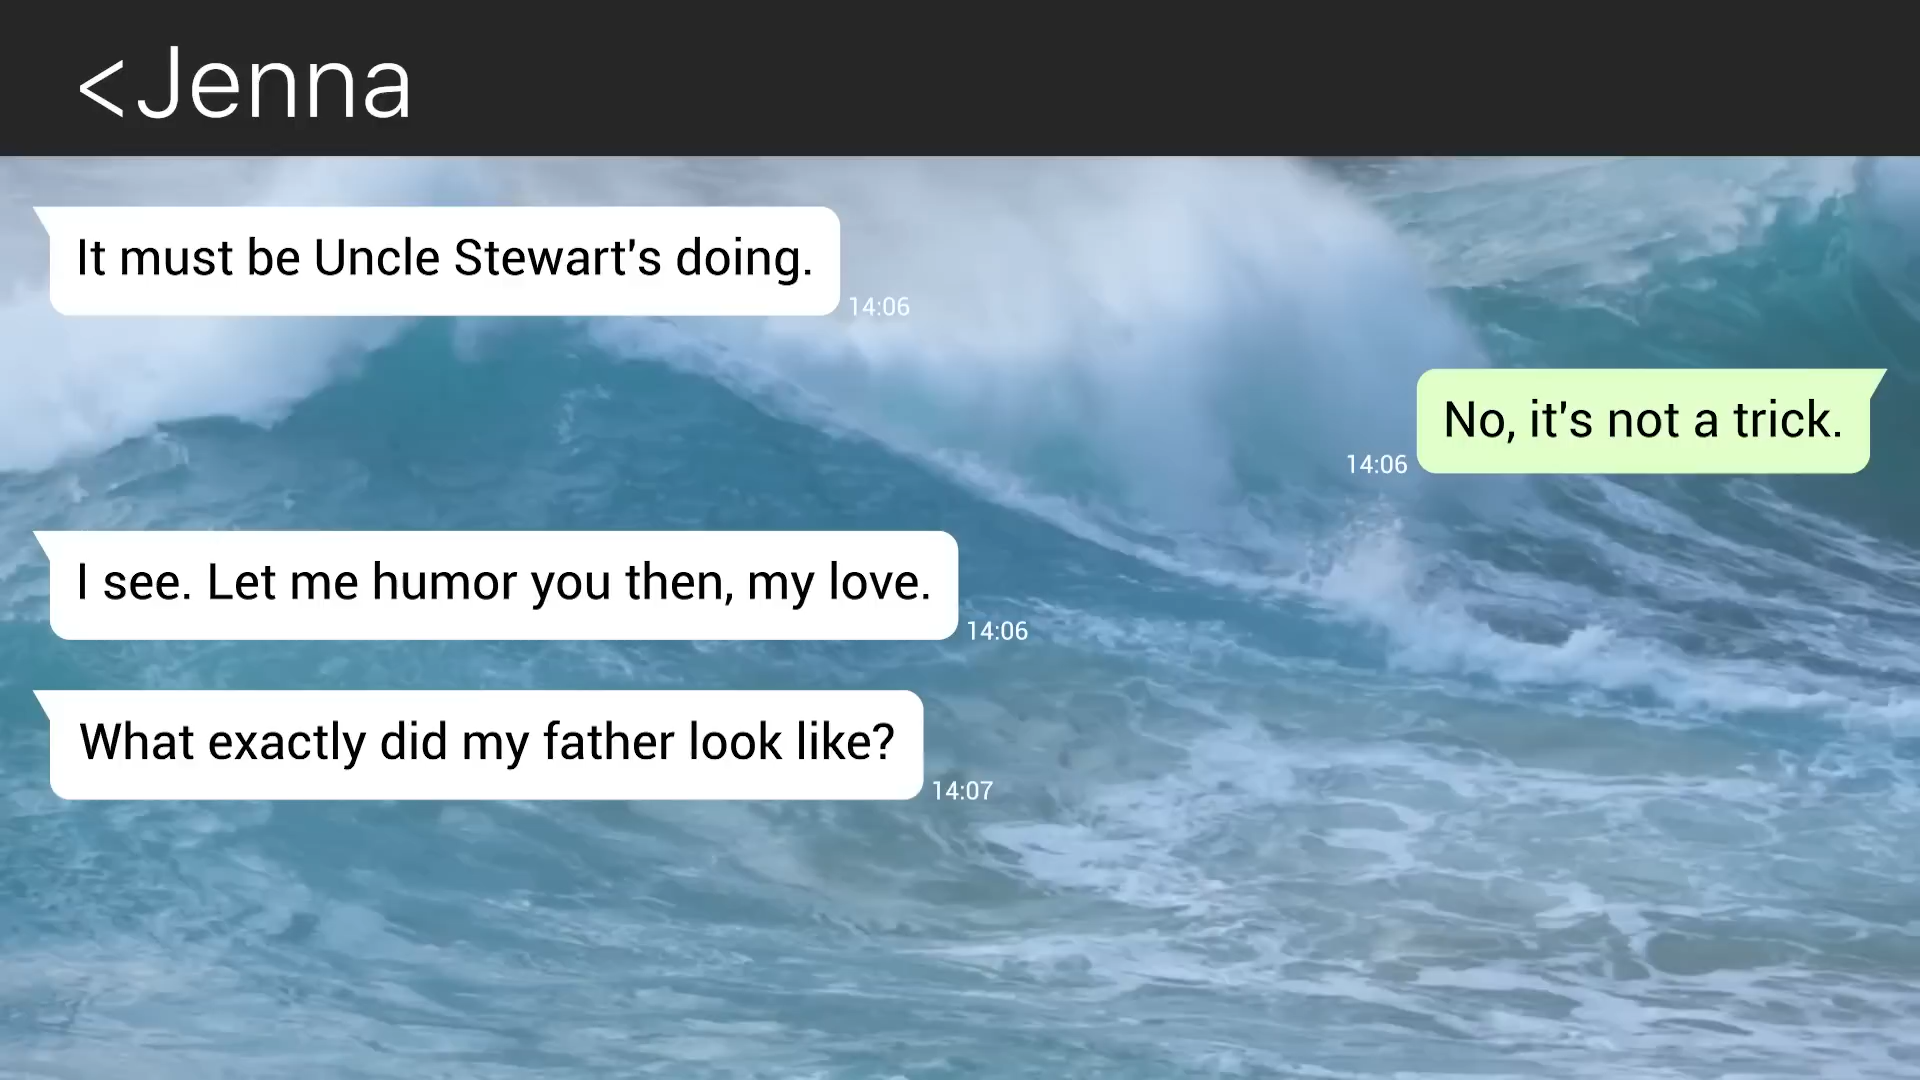 <Jenna
It must be Uncle Stewart's doing.
14:06
No, it's not a trick.
14:06
I see. Let me humor you then, my love.
14:06
What exactly did my father look like?
14:07